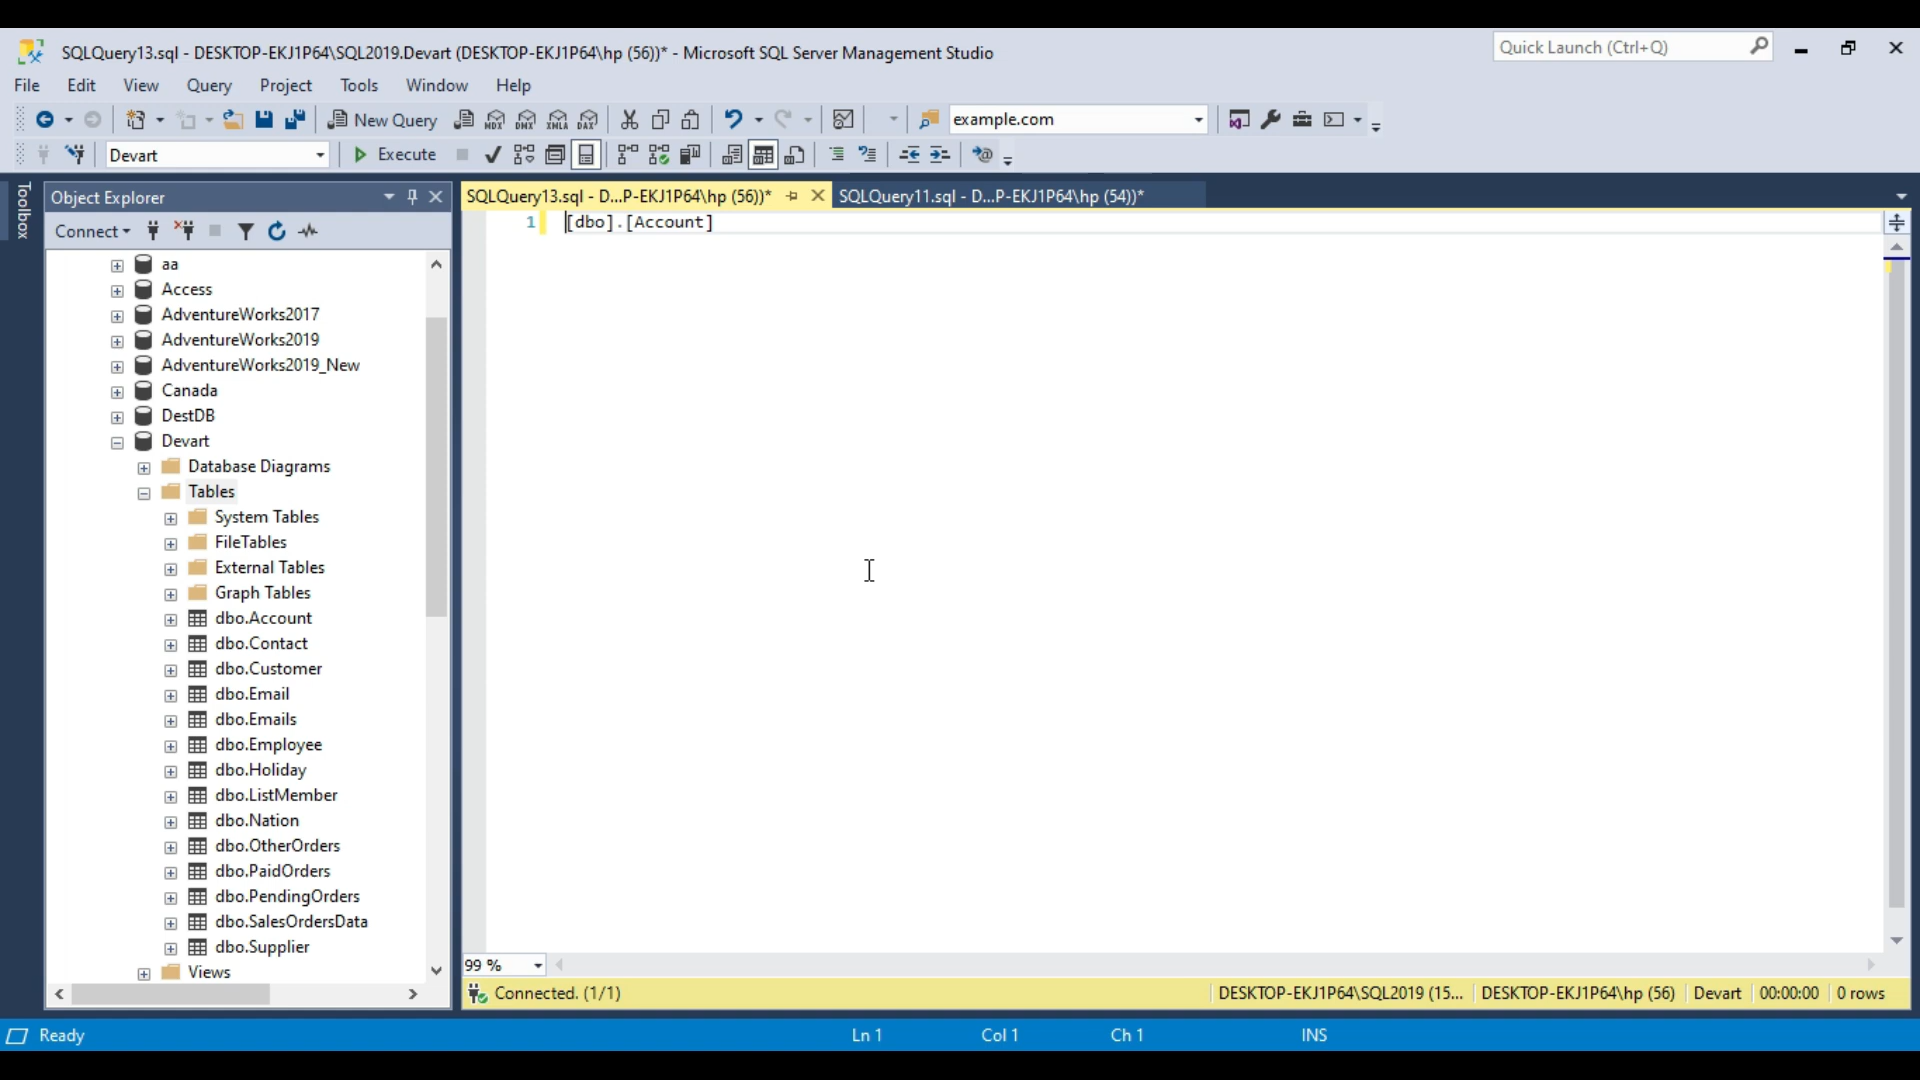 SQLQuery13.sql - DESKTOP-EKJ1P64\SQL2019.Devart (DESKTOP-EKJ1P64\hp (56))* - Microsoft SQL Server Management Studio
Quick Launch (Ctrl+Q)
File Edit View Query Project Tools Window Help
New Query MDX DMX XMLA DAX example.com
Devart Execute
Toolbox
Object Explorer
SQLQuery13.sql - D...P-EKJ1P64\hp (56))* SQLQuery11.sql - D...P-EKJ1P64\hp (54))*
Connect
1 [dbo].[Account]
aa
Access
AdventureWorks2017
AdventureWorks2019
AdventureWorks2019_New
Canada
DestDB
Devart
Database Diagrams
Tables
System Tables
FileTables
External Tables
Graph Tables
dbo.Account
dbo.Contact
dbo.Customer
dbo.Email
dbo.Emails
dbo.Employee
dbo.Holiday
dbo.ListMember
dbo.Nation
dbo.OtherOrders
dbo.PaidOrders
dbo.PendingOrders
dbo.SalesOrdersData
dbo.Supplier
Views
99 %
Connected. (1/1) DESKTOP-EKJ1P64\SQL2019 (15... DESKTOP-EKJ1P64\hp (56) Devart 00:00:00 0 rows
Ready Ln 1 Col 1 Ch 1 INS